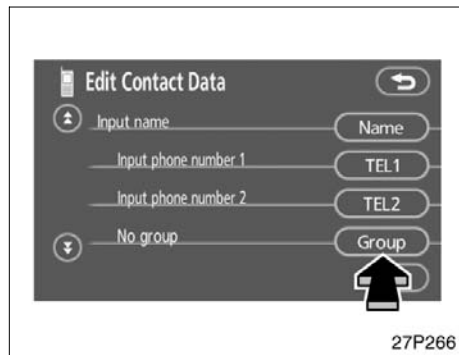 Edit Contact Data
Input name Name
Input phone number 1 TEL1
Input phone number 2 TEL2
No group Group
27P266